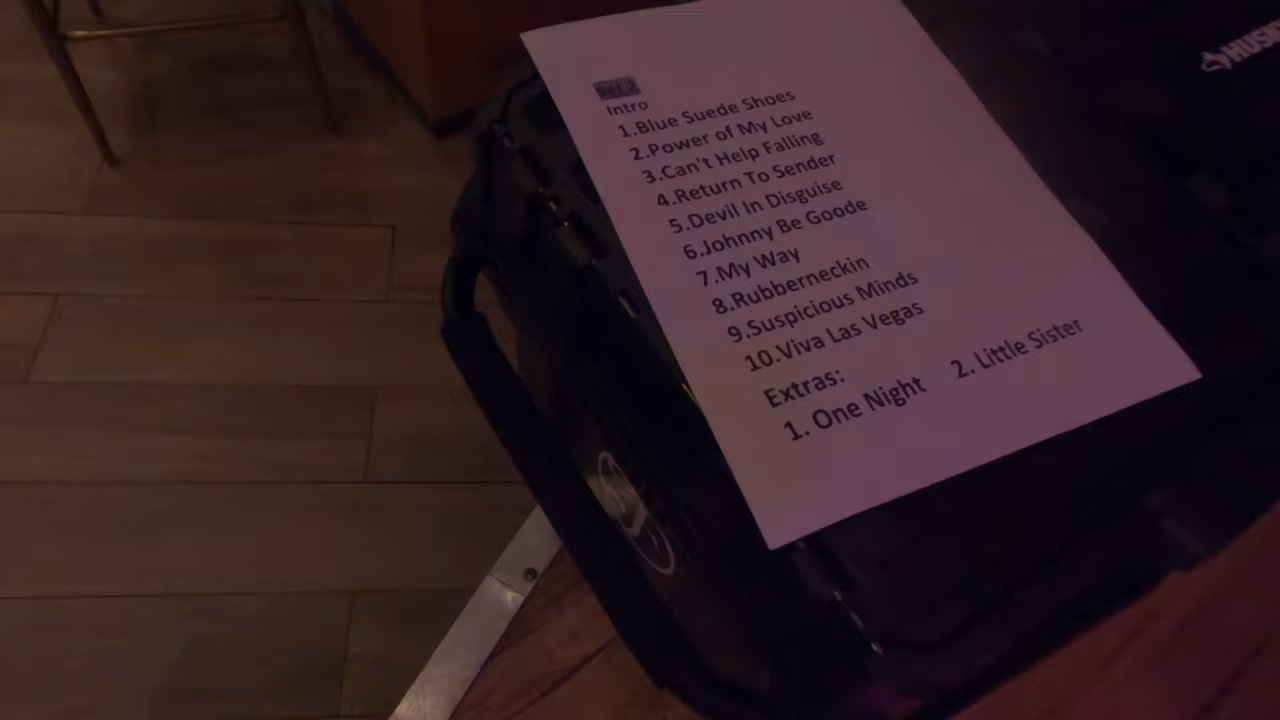 Set 2
Intro
1.Blue Suede Shoes
2.Power of My Love
3.Can't Help Falling
4.Return To Sender
5.Devil In Disguise
6.Johnny Be Goode
7.My Way
8.Rubberneckin
9.Suspicious Minds
10.Viva Las Vegas
Extras:
1. One Night 2. Little Sister